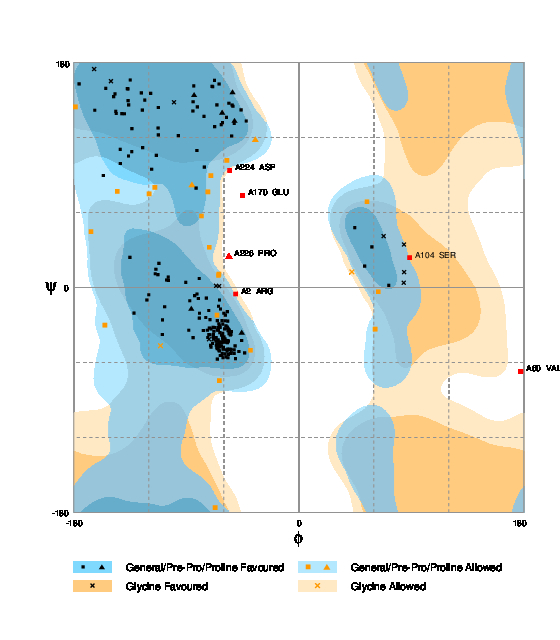 180
A224 ASP
A170 GLU
A226 PRO
A104 SER
Ψ 0
A2 ARG
A60 VAL
-180
-180 0 180
ϕ
General/Pre-Pro/Proline Favoured General/Pre-Pro/Proline Allowed
Glycine Favoured Glycine Allowed